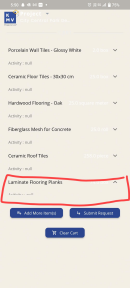 KMV
Porcelain Wall Tiles - Glossy White
Activity : null
Ceramic Floor Tiles - 30x30 cm
Activity : null
Hardwood Flooring - Oak
Activity : null
Fiberglass Mesh for Concrete
Activity : null
Ceramic Roof Tiles
Activity : null
Laminate Flooring Planks
Add More Item(s)
Submit Request
Clear Cart